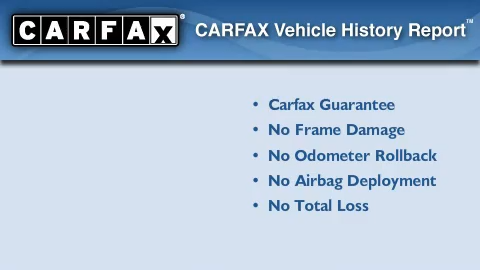 CARFAX® CARFAX Vehicle History Report™
• Carfax Guarantee
• No Frame Damage
• No Odometer Rollback
• No Airbag Deployment
• No Total Loss